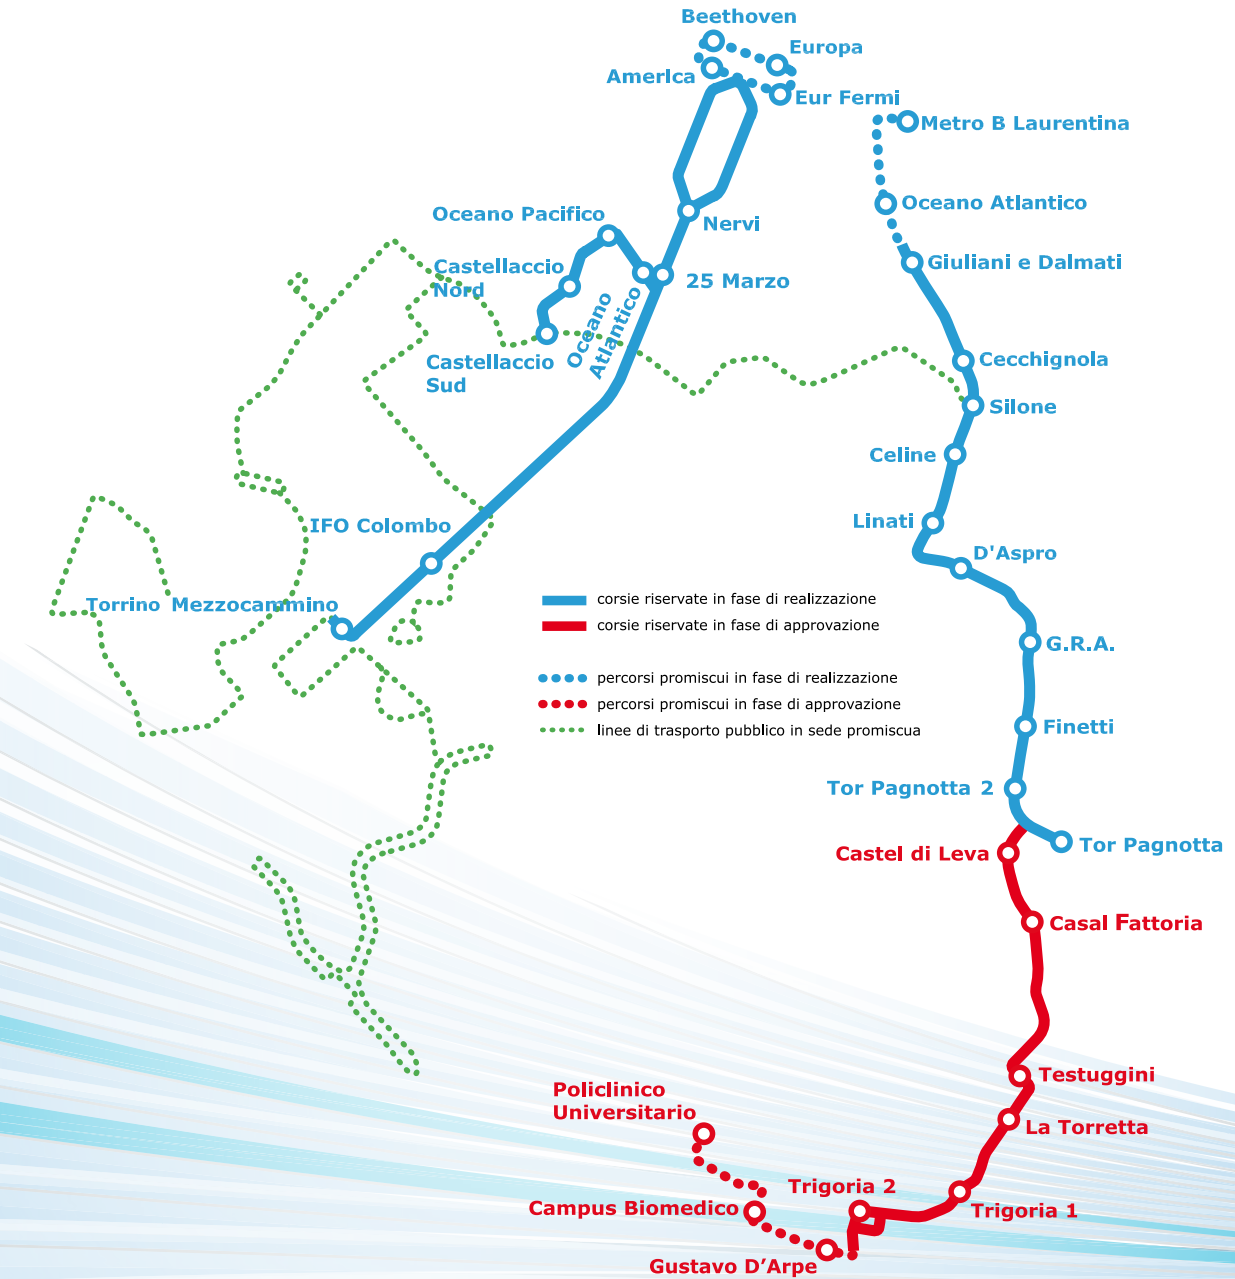 Beethoven
Europa
AmerIca
Eur Fermi
Metro B Laurentina
Oceano Atlantico
Oceano Pacifico
Nervi
Castellaccio
Nord
25 Marzo
Giuliani e Dalmati
Oceano
Atlantico
Castellaccio
Sud
Cecchignola
Silone
Celine
Linati
IFO Colombo
D'Aspro
Torrino Mezzocammino
corsie riservate in fase di realizzazione
corsie riservate in fase di approvazione
G.R.A.
percorsi promiscui in fase di realizzazione
percorsi promiscui in fase di approvazione
linee di trasporto pubblico in sede promiscua
Finetti
Tor Pagnotta 2
Tor Pagnotta
Castel di Leva
Casal Fattoria
Testuggini
Policlinico
Universitario
La Torretta
Trigoria 2
Campus Biomedico
Trigoria 1
Gustavo D’Arpe